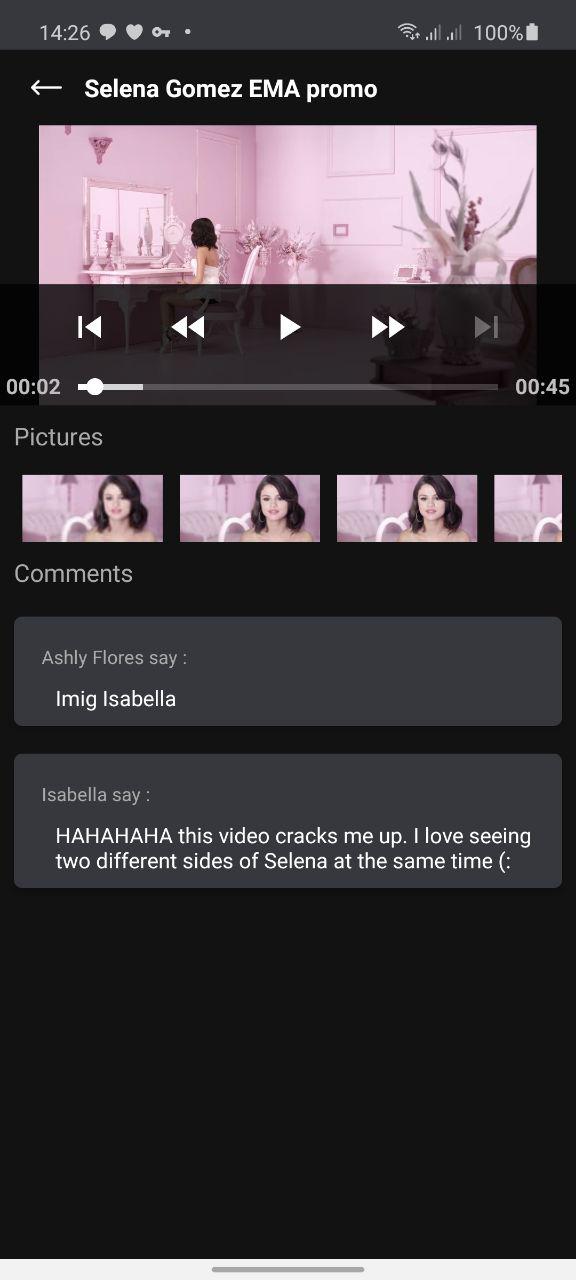 14:26
100%
Selena Gomez EMA promo
00:02
00:45
Pictures
Comments
Ashly Flores say :
Imig Isabella
Isabella say :
HAHAHAHA this video cracks me up. I love seeing
two different sides of Selena at the same time (: